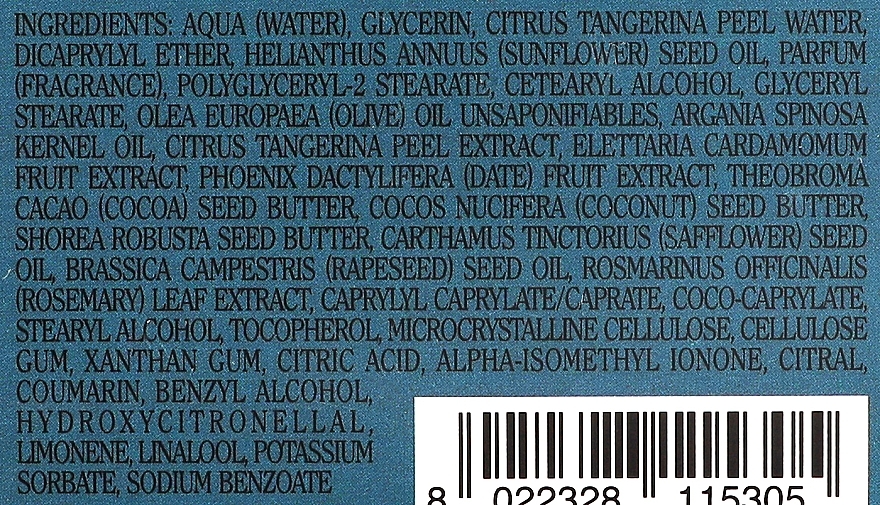 INGREDIENTS: AQUA (WATER), GLYCERIN, CITRUS TANGERINA PEEL WATER,
DICAPRYLYL ETHER, HELIANTHUS ANNUUS (SUNFLOWER) SEED OIL, PARFUM
(FRAGRANCE), POLYGLYCERYL-2 STEARATE, CETEARYL ALCOHOL, GLYCERYL
STEARATE, OLEA EUROPAEA (OLIVE) OIL UNSAPONIFIABLES, ARGANIA SPINOSA
KERNEL OIL, CITRUS TANGERINA PEEL EXTRACT, ELETTARIA CARDAMOMUM
FRUIT EXTRACT, PHOENIX DACTYLIFERA (DATE) FRUIT EXTRACT, THEOBROMA
CACAO (COCOA) SEED BUTTER, COCOS NUCIFERA (COCONUT) SEED BUTTER,
SHOREA ROBUSTA SEED BUTTER, CARTHAMUS TINCTORIUS (SAFFLOWER) SEED
OIL, BRASSICA CAMPESTRIS (RAPESEED) SEED OIL, ROSMARINUS OFFICINALIS
(ROSEMARY) LEAF EXTRACT, CAPRYLYL CAPRYLATE/CAPRATE, COCO-CAPRYLATE,
STEARYL ALCOHOL, TOCOPHEROL, MICROCRYSTALLINE CELLULOSE, CELLULOSE
GUM, XANTHAN GUM, CITRIC ACID, ALPHA-ISOMETHYL IONONE, CITRAL,
COUMARIN, BENZYL ALCOHOL,
HYDROXYCITRONELLAL,
LIMONENE, LINALOOL, POTASSIUM
SORBATE, SODIUM BENZOATE
8 022328 115305